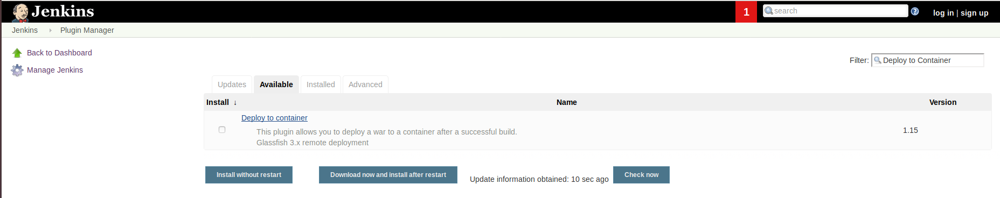 Jenkins
1
search
?
log in | sign up
Jenkins
Plugin Manager
Back to Dashboard
Manage Jenkins
Filter:
Deploy to Container
Updates
Available
Installed
Advanced
Install ↓
Name
Version
Deploy to container
This plugin allows you to deploy a war to a container after a successful build.
Glassfish 3.x remote deployment
1.15
Install without restart
Download now and install after restart
Update information obtained: 10 sec ago
Check now